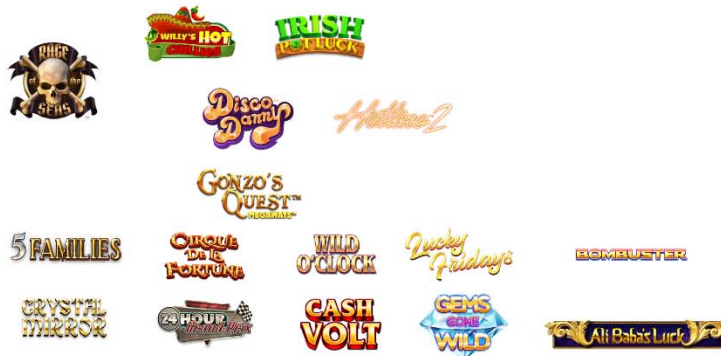 RAGE
of the
SEAS
WILLY'S HOT
CHILLIES
IRISH
POT LUCK
Disco
Danny
Hotline 2
GONZO'S
QUEST™
MEGAWAYS™
5 FAMILIES
CIRQUE
DE LA
FORTUNE
WILD
O'CLOCK
Lucky
Fridays
BOMBUSTER
CRYSTAL
MIRROR
24 HOUR
Grand Prix
CASH
VOLT
GEMS
GONE
WILD
Ali Baba's Luck